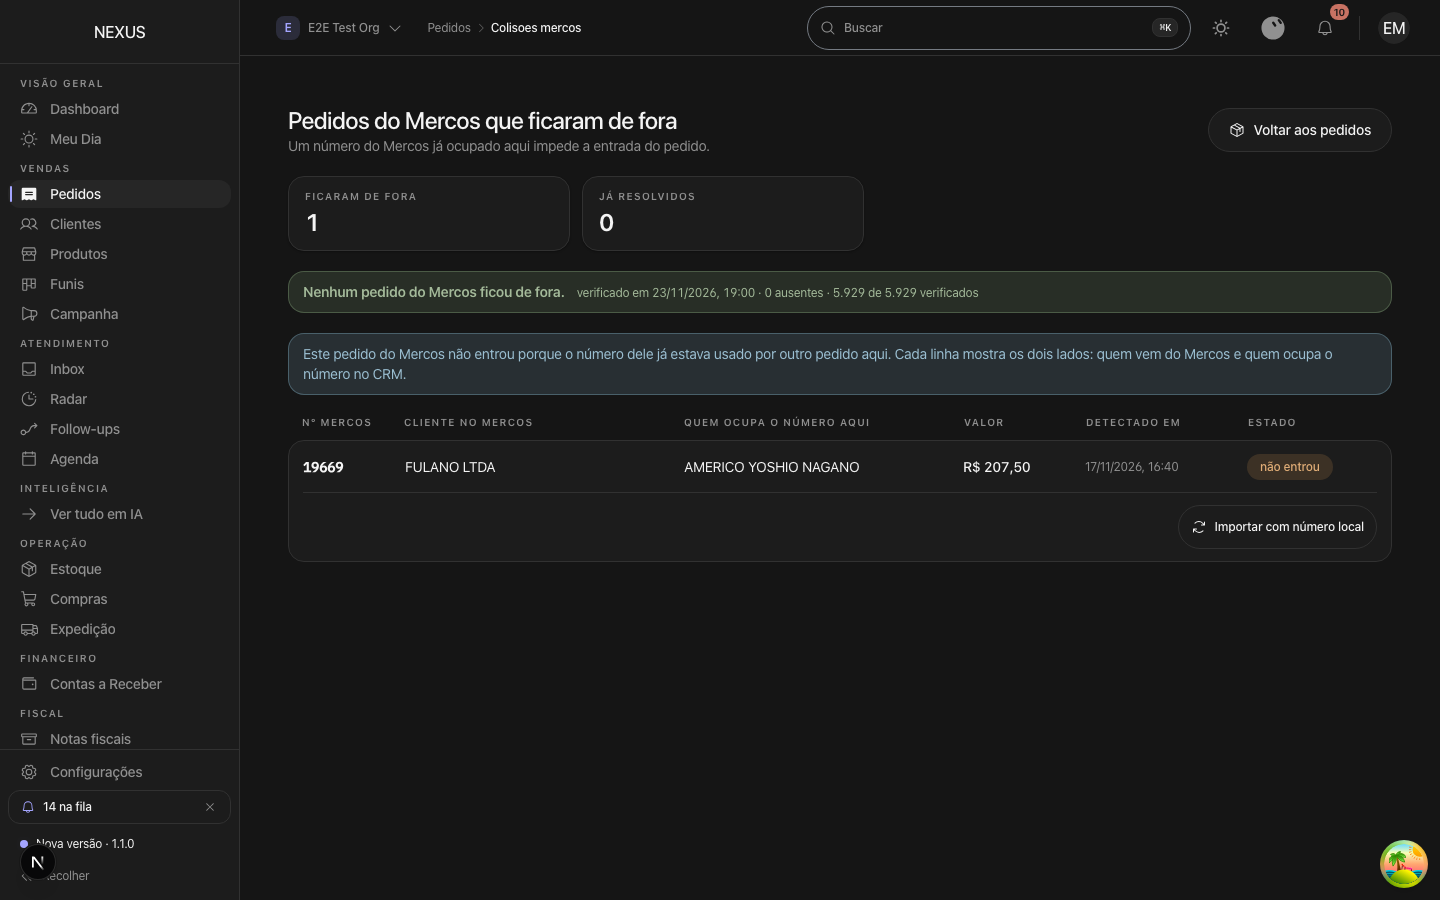 NEXUS
E
E2E Test Org
Pedidos
Colisoes mercos
Buscar
⌘K
10
EM
VISÃO GERAL
Dashboard
Meu Dia
VENDAS
Pedidos
Clientes
Produtos
Funis
Campanha
ATENDIMENTO
Inbox
Radar
Follow-ups
Agenda
INTELIGÊNCIA
Ver tudo em IA
OPERAÇÃO
Estoque
Compras
Expedição
FINANCEIRO
Contas a Receber
FISCAL
Notas fiscais
Configurações
14 na fila
Nova versão · 1.1.0
N
Recolher
Pedidos do Mercos que ficaram de fora
Um número do Mercos já ocupado aqui impede a entrada do pedido.
Voltar aos pedidos
FICARAM DE FORA
1
JÁ RESOLVIDOS
0
Nenhum pedido do Mercos ficou de fora. verificado em 23/11/2026, 19:00 · 0 ausentes · 5.929 de 5.929 verificados
Este pedido do Mercos não entrou porque o número dele já estava usado por outro pedido aqui. Cada linha mostra os dois lados: quem vem do Mercos e quem ocupa o
número no CRM.
Nº MERCOS CLIENTE NO MERCOS QUEM OCUPA O NÚMERO AQUI VALOR DETECTADO EM ESTADO
19669 FULANO LTDA AMERICO YOSHIO NAGANO R$ 207,50 17/11/2026, 16:40 não entrou
Importar com número local